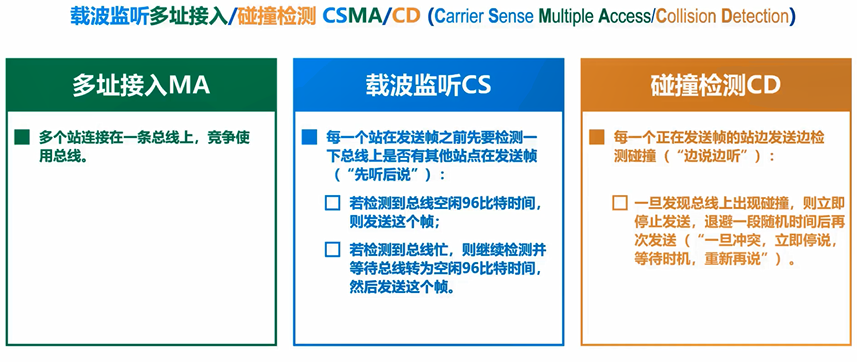 载波监听多址接入/碰撞检测 CSMA/CD (Carrier Sense Multiple Access/Collision Detection)
多址接入MA
多个站连接在一条总线上，竞争使
用总线。
载波监听CS
每一个站在发送帧之前先要检测一
下总线上是否有其他站点在发送帧
（“先听后说”）：
若检测到总线空闲96比特时间，
则发送这个帧；
若检测到总线忙，则继续检测并
等待总线转为空闲96比特时间，
然后发送这个帧。
碰撞检测CD
每一个正在发送帧的站边发送边检
测碰撞（“边说边听”）：
一旦发现总线上出现碰撞，则立即
停止发送，退避一段随机时间后再
次发送（“一旦冲突，立即停说，
等待时机，重新再说”）。